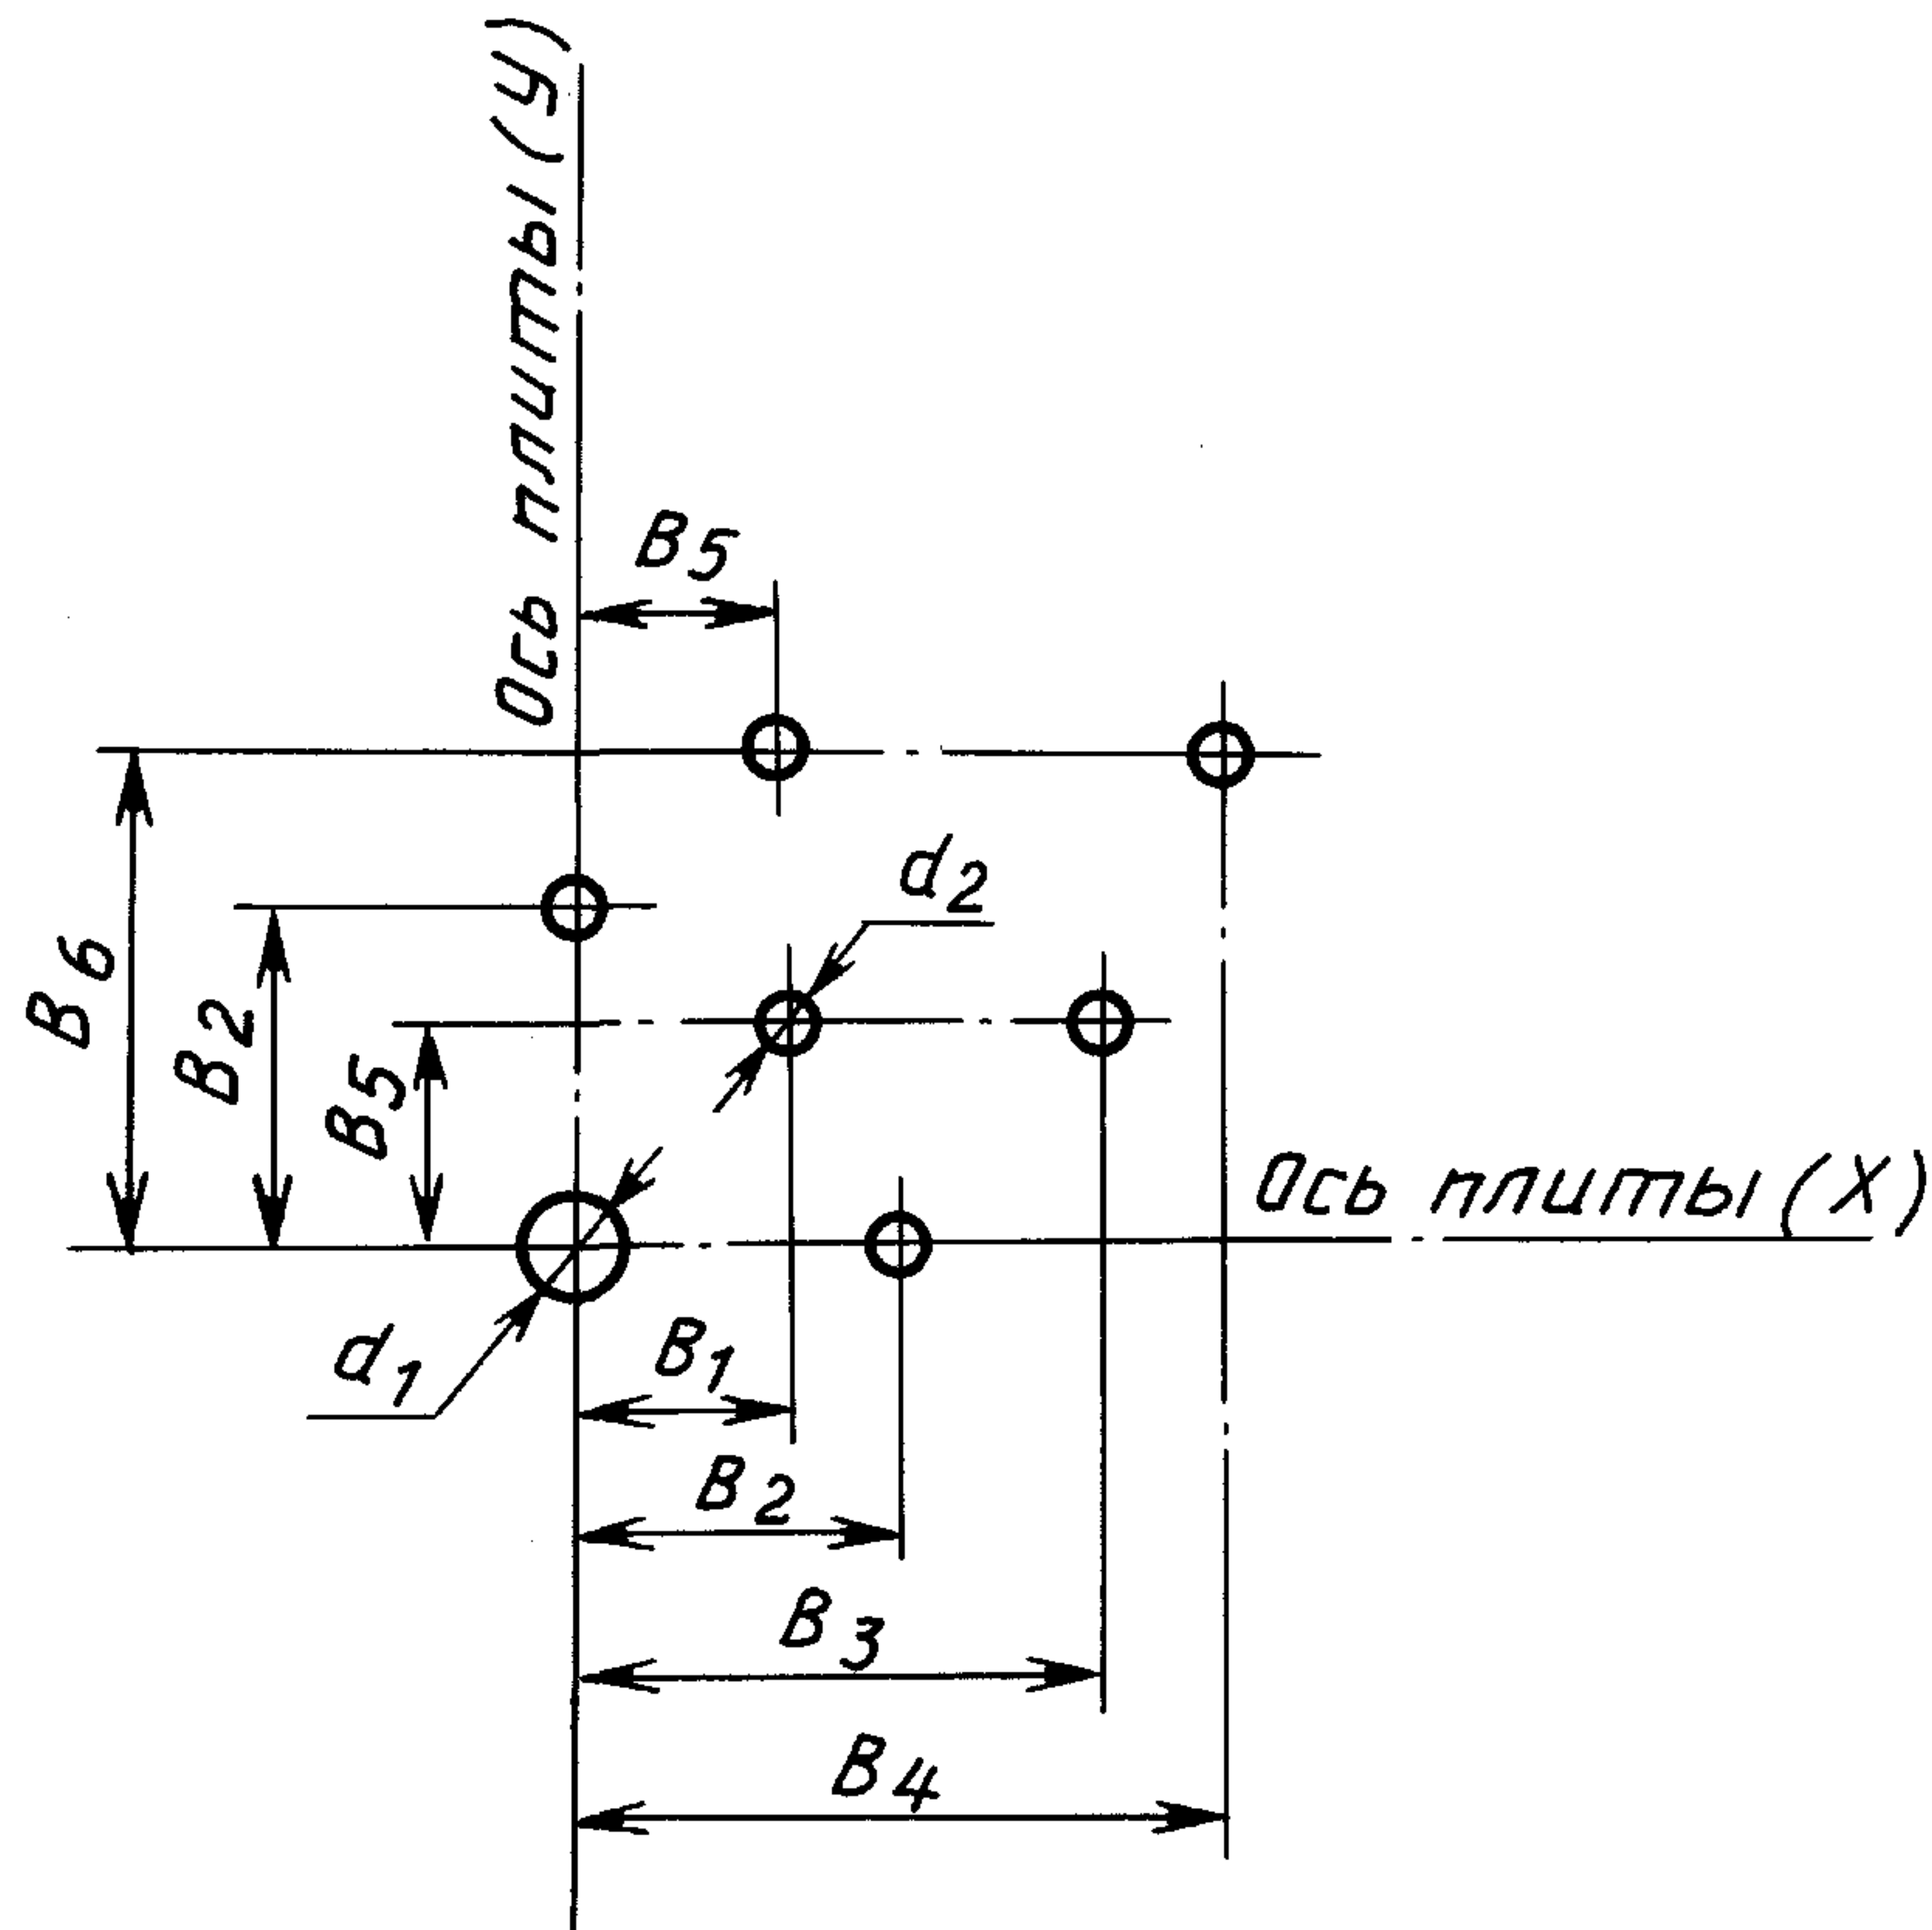 Ось плиты (У)
B5
d2
B6
B2
B5
Ось плиты (X)
d1
B1
B2
B3
B4